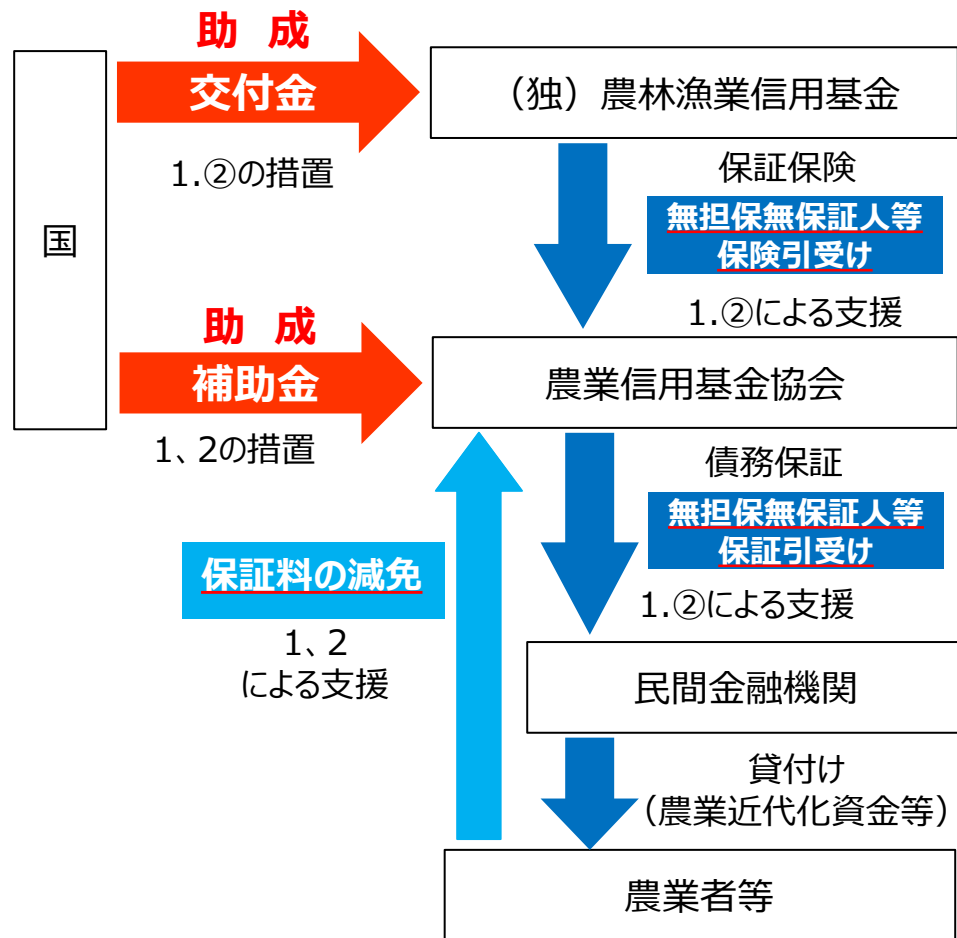 助 成
交付金
1.②の措置
（独）農林漁業信用基金
保証保険
無担保無保証人等
保険引受け
1.②による支援
国
助 成
補助金
1、2の措置
農業信用基金協会
債務保証
無担保無保証人等
保証引受け
1.②による支援
保証料の減免
1、2
による支援
民間金融機関
貸付け
（農業近代化資金等）
農業者等